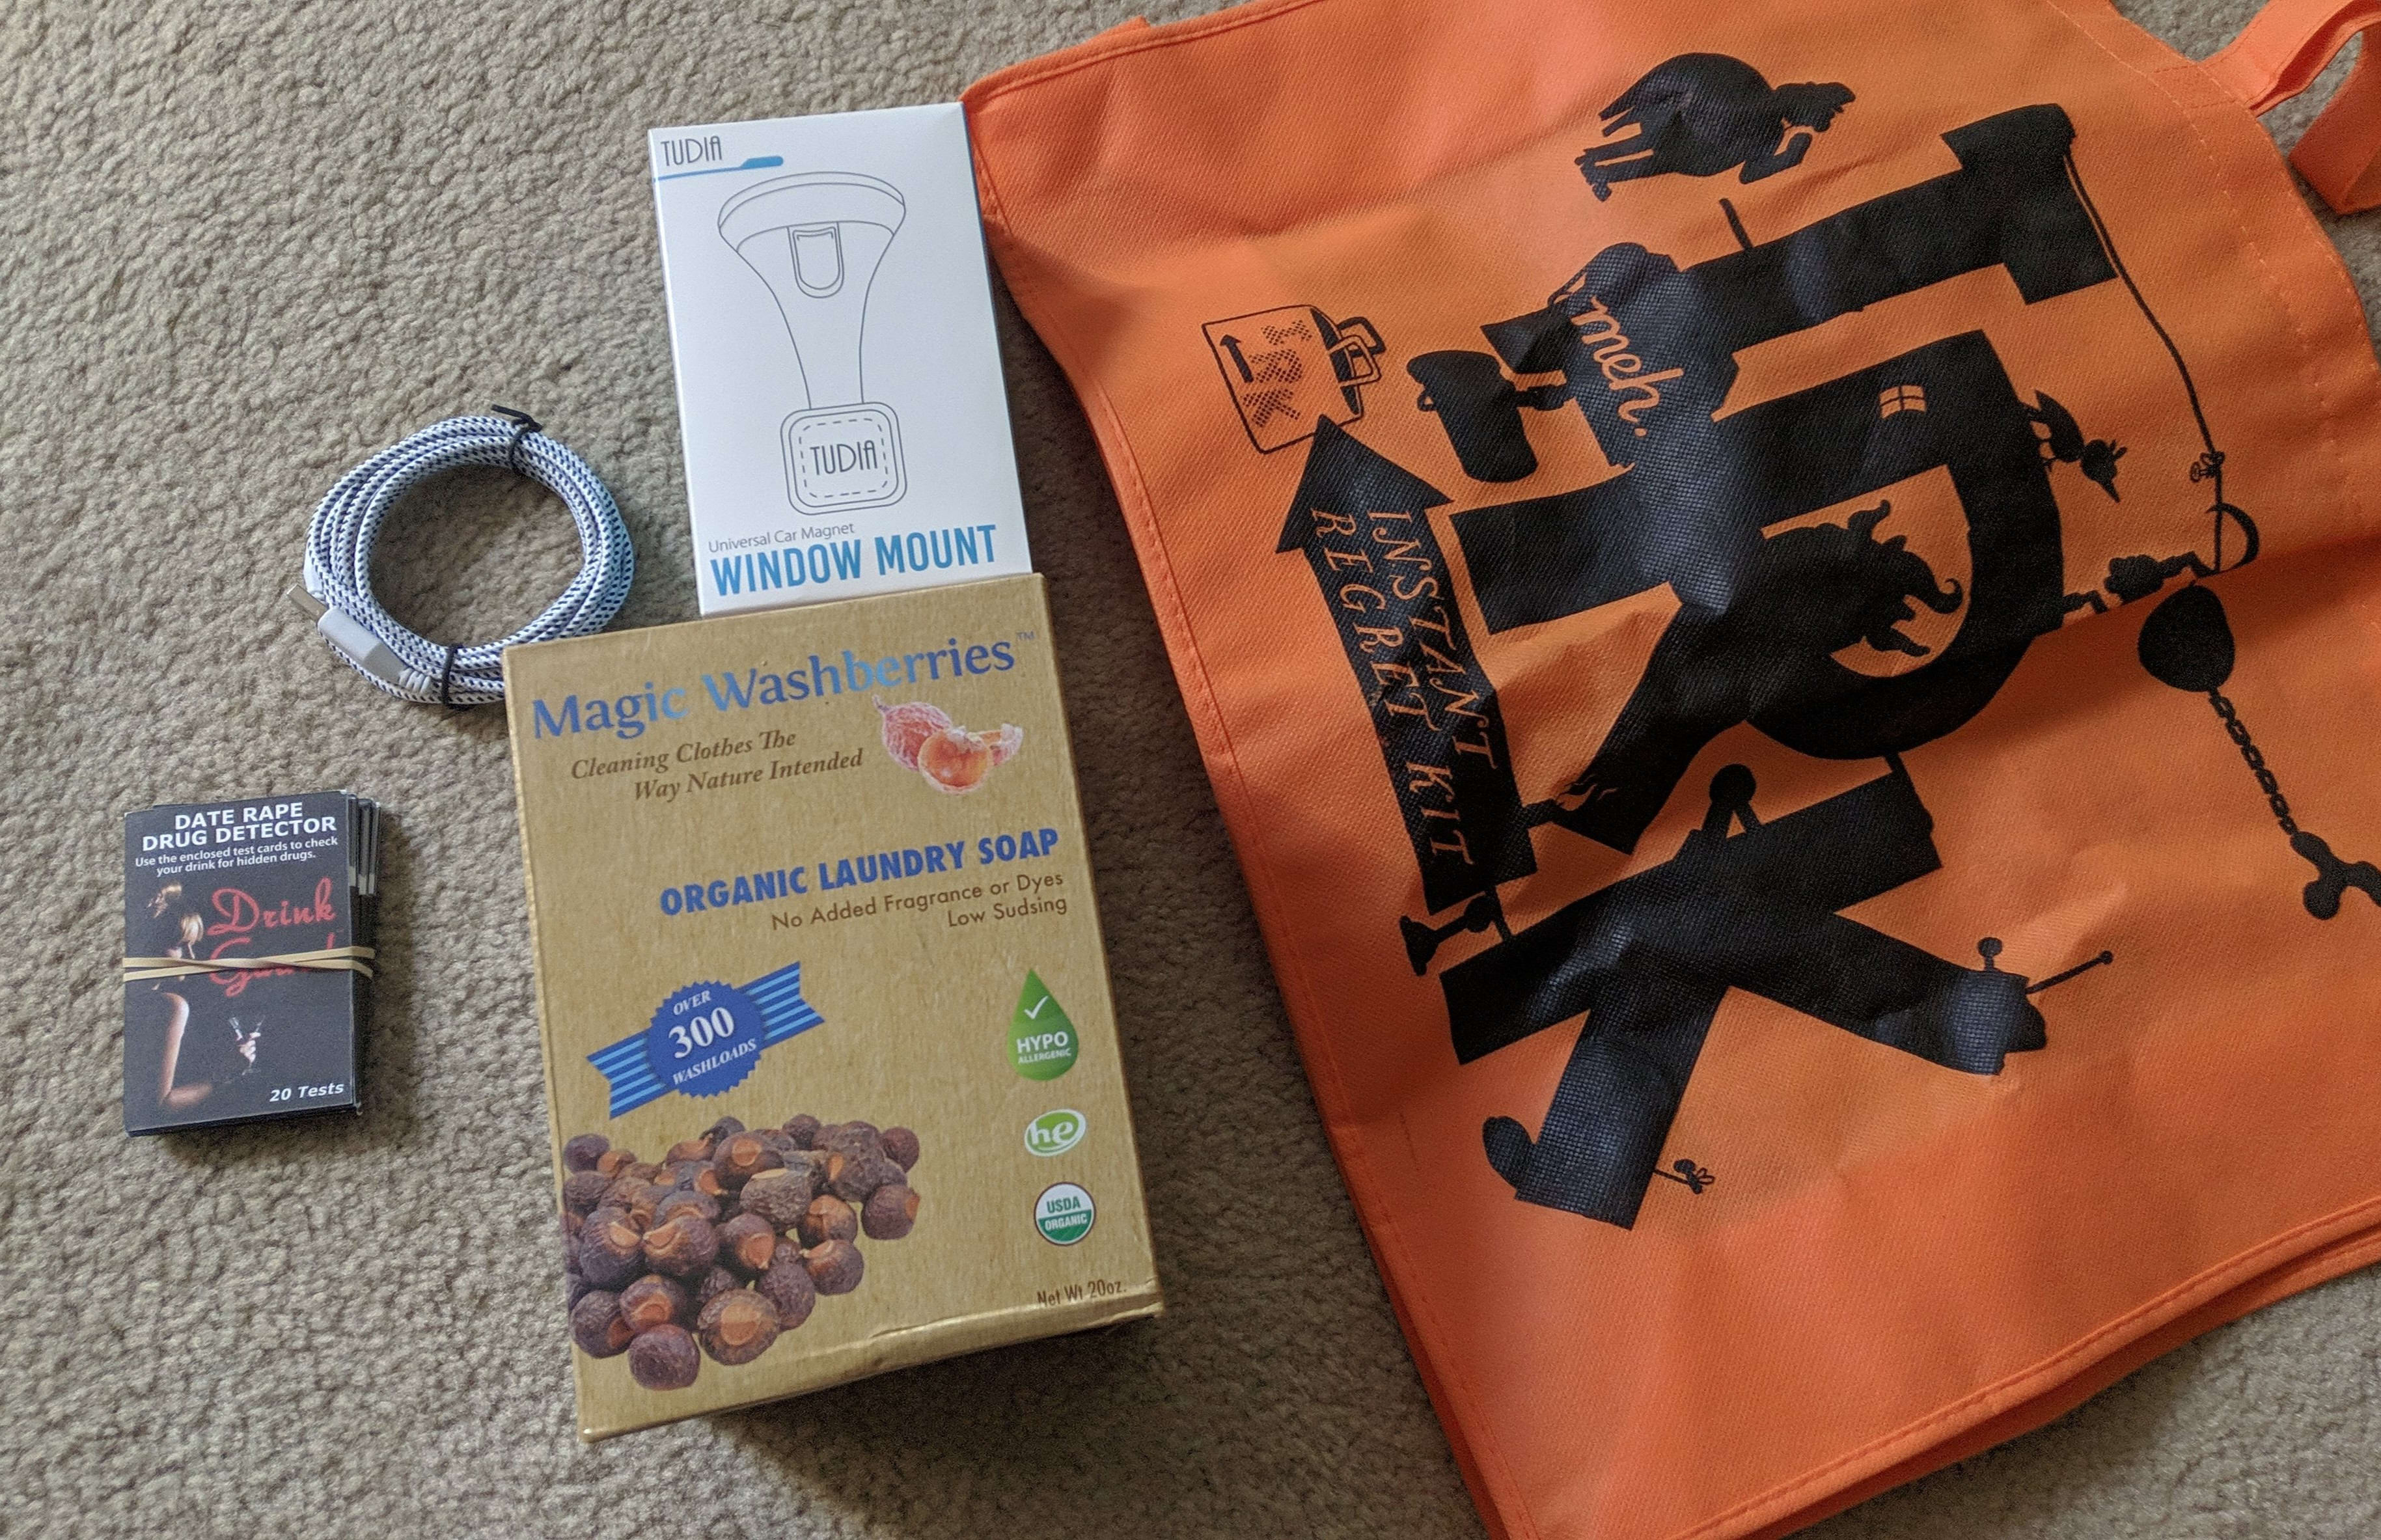 TUDIA
TUDIA
Universal Car Magnet
WINDOW MOUNT
Magic Washberries™
Cleaning Clothes The
Way Nature Intended
ORGANIC LAUNDRY SOAP
No Added Fragrance or Dyes
Low Sudsing
OVER
300
WASHLOADS
HYPO
ALLERGENIC
he
USDA
ORGANIC
Net Wt 20oz.
DATE RAPE
DRUG DETECTOR
Use the enclosed test cards to check
your drink for hidden drugs.
Drink
20 Tests
IRK
meh.
INSTANT
REGRET KIT
IRK